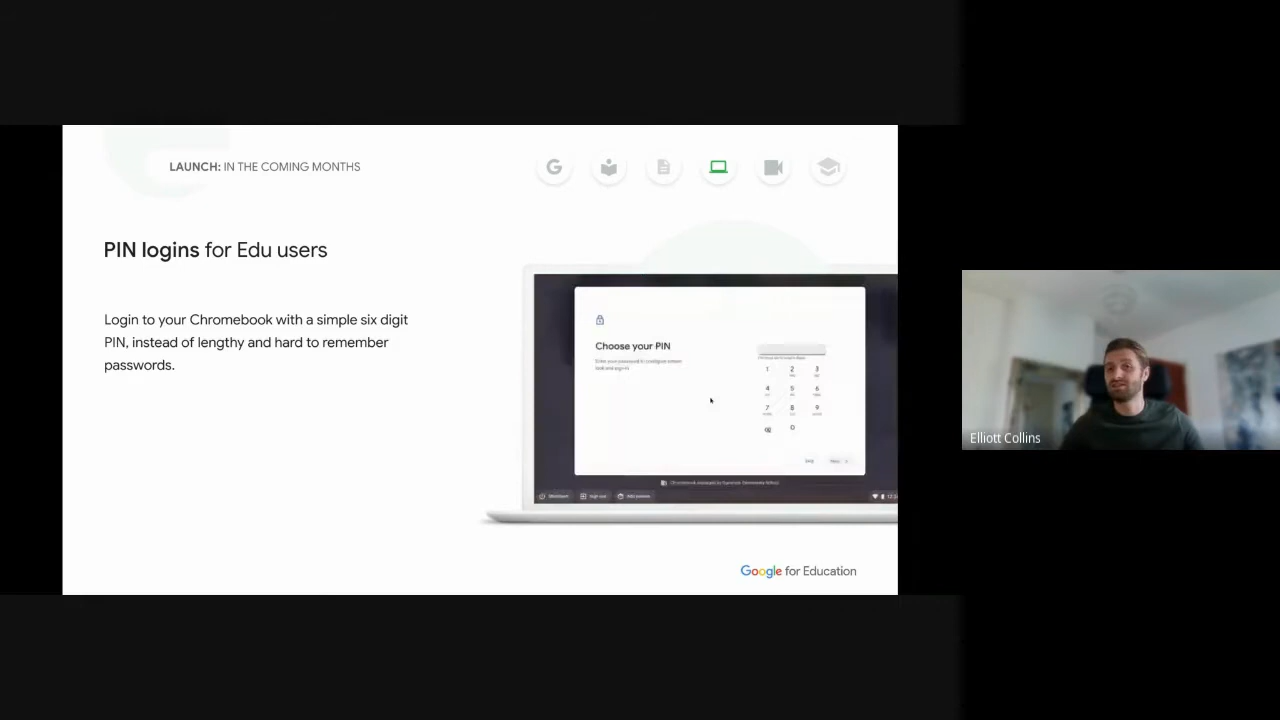 LAUNCH: IN THE COMING MONTHS
PIN logins for Edu users
Login to your Chromebook with a simple six digit
PIN, instead of lengthy and hard to remember
passwords.
Choose your PIN
1 2 3
4 5 6
7 8 9
0
Google for Education
Elliott Collins